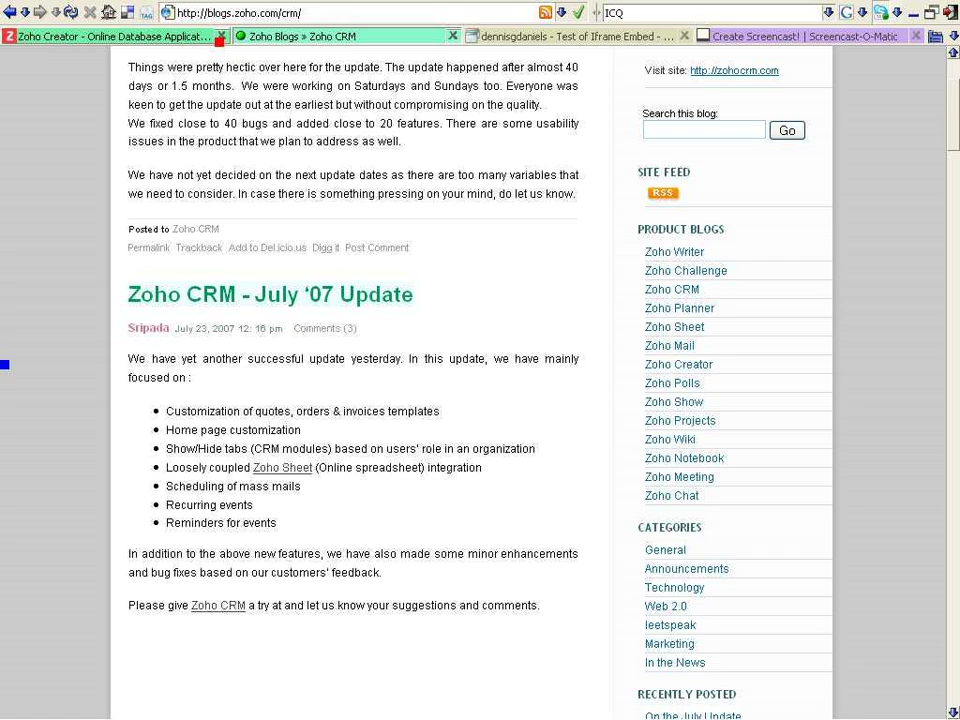 http://blogs.zoho.com/crm/
ICQ
Zoho Creator - Online Database Applicat...
Zoho Blogs » Zoho CRM
dennisgdaniels - Test of Iframe Embed - ...
Create Screencast! | Screencast-O-Matic
Things were pretty hectic over here for the update. The update happened after almost 40
days or 1.5 months. We were working on Saturdays and Sundays too. Everyone was
keen to get the update out at the earliest but without compromising on the quality.
We fixed close to 40 bugs and added close to 20 features. There are some usability
issues in the product that we plan to address as well.
We have not yet decided on the next update dates as there are too many variables that
we need to consider. In case there is something pressing on your mind, do let us know.
Posted to Zoho CRM
Permalink Trackback Add to Del.icio.us Digg it Post Comment
Zoho CRM - July ‘07 Update
Sripada July 23, 2007 12: 16 pm Comments (3)
We have yet another successful update yesterday. In this update, we have mainly
focused on :
• Customization of quotes, orders & invoices templates
• Home page customization
• Show/Hide tabs (CRM modules) based on users’ role in an organization
• Loosely coupled Zoho Sheet (Online spreadsheet) integration
• Scheduling of mass mails
• Recurring events
• Reminders for events
In addition to the above new features, we have also made some minor enhancements
and bug fixes based on our customers’ feedback.
Please give Zoho CRM a try at and let us know your suggestions and comments.
Visit site: http://zohocrm.com
Search this blog:
Go
SITE FEED
RSS
PRODUCT BLOGS
Zoho Writer
Zoho Challenge
Zoho CRM
Zoho Planner
Zoho Sheet
Zoho Mail
Zoho Creator
Zoho Polls
Zoho Show
Zoho Projects
Zoho Wiki
Zoho Notebook
Zoho Meeting
Zoho Chat
CATEGORIES
General
Announcements
Technology
Web 2.0
leetspeak
Marketing
In the News
RECENTLY POSTED
On the July Update